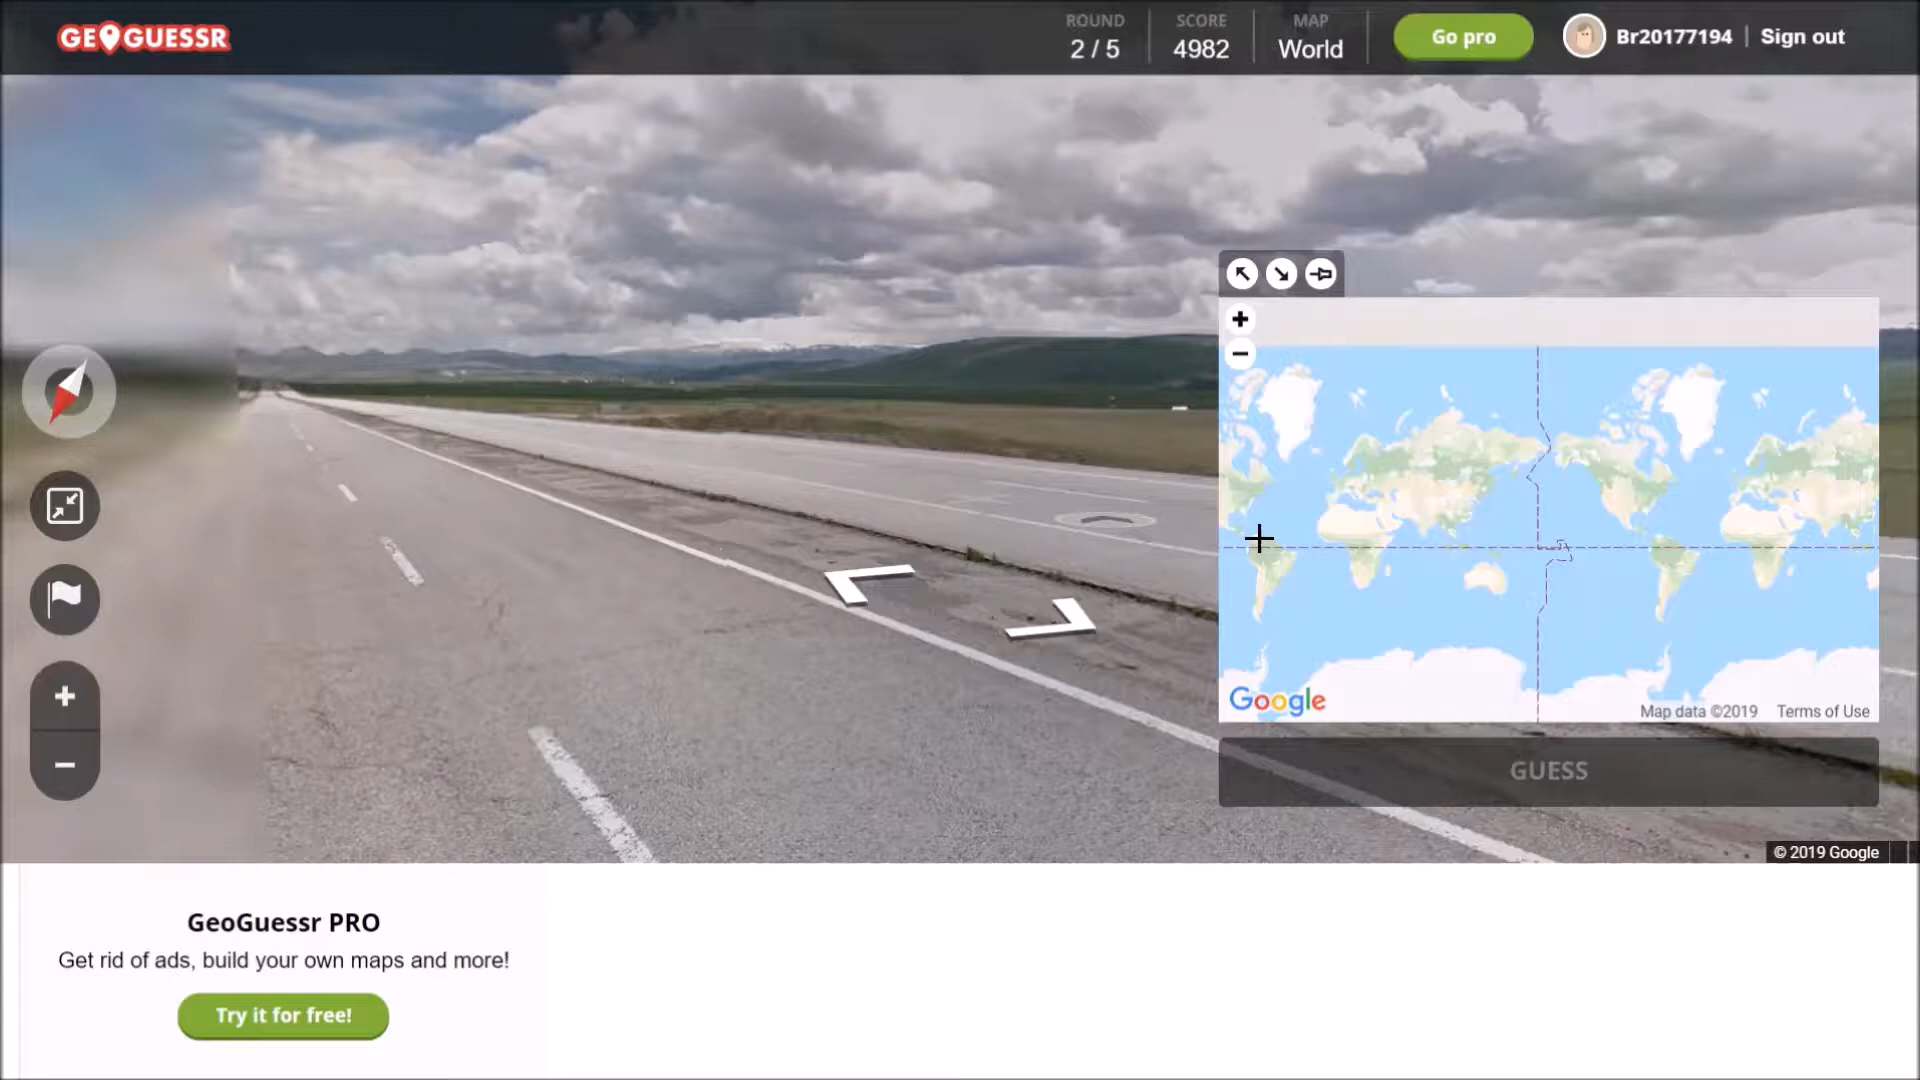 GEOGUESSR
ROUND
2 / 5
SCORE
4982
MAP
World
Go pro
Br20177194 | Sign out
Google
Map data ©2019
Terms of Use
GUESS
© 2019 Google
GeoGuessr PRO
Get rid of ads, build your own maps and more!
Try it for free!